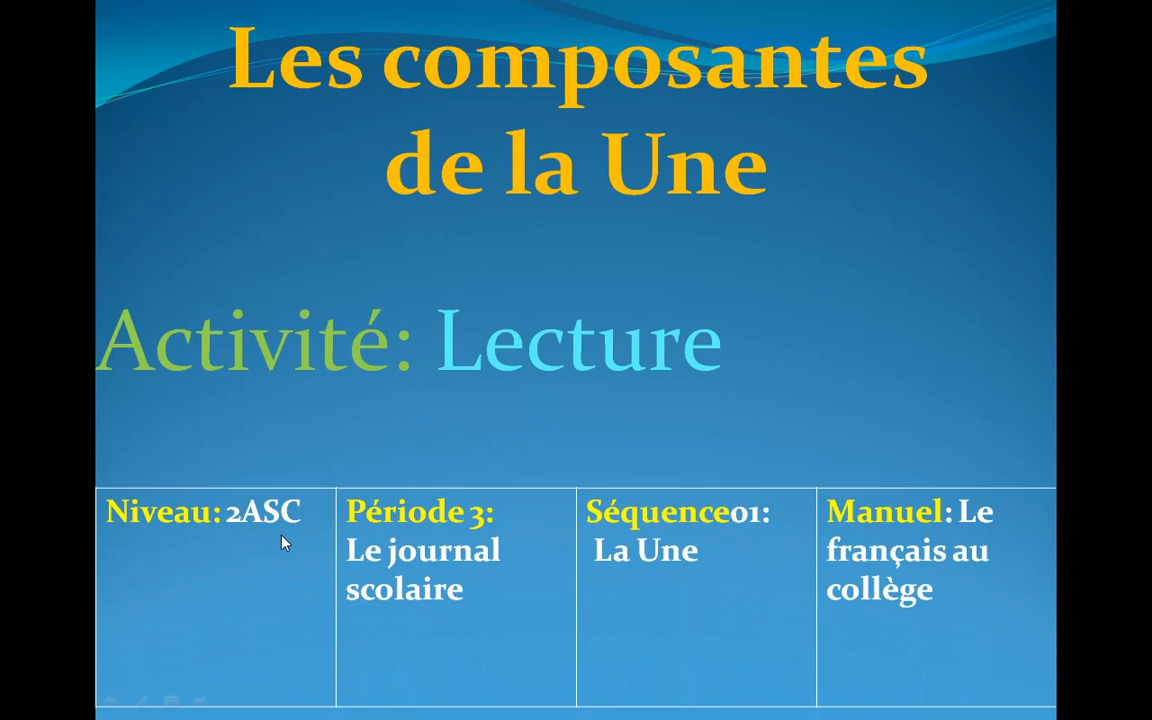 Les composantes
de la Une
Activité: Lecture
Niveau: 2ASC
Période 3:
Le journal
scolaire
Séquence01:
La Une
Manuel: Le
français au
collège